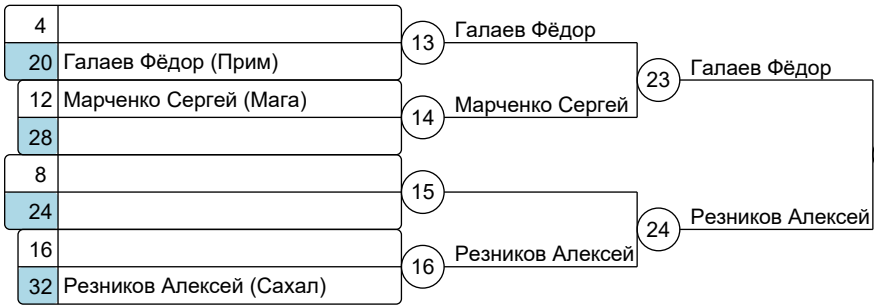 4
13
Галаев Фёдор
20 Галаев Фёдор (Прим)
23
Галаев Фёдор
12 Марченко Сергей (Мага)
14
Марченко Сергей
28
8
15
24
24
Резников Алексей
16
16
Резников Алексей
32 Резников Алексей (Сахал)